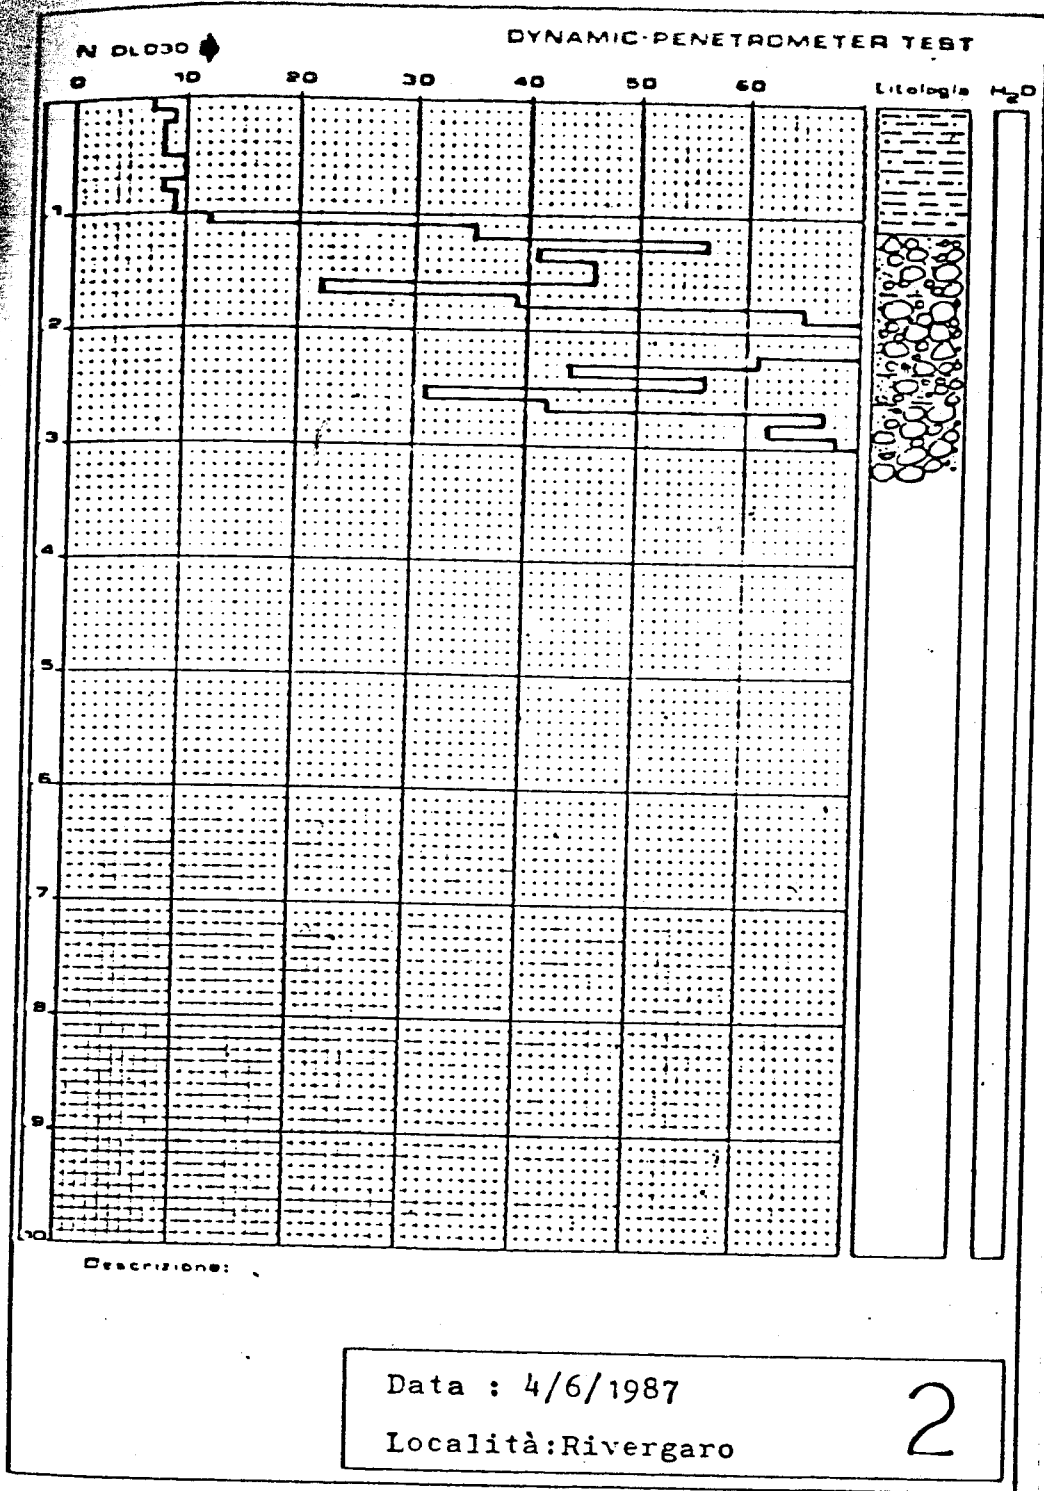 DYNAMIC-PENETROMETER TEST
N DL030
0 10 20 30 40 50 60
Litologia H2O
1
2
3
4
5
6
7
8
9
10
Descrizione:
Data : 4/6/1987
Località:Rivergaro
2